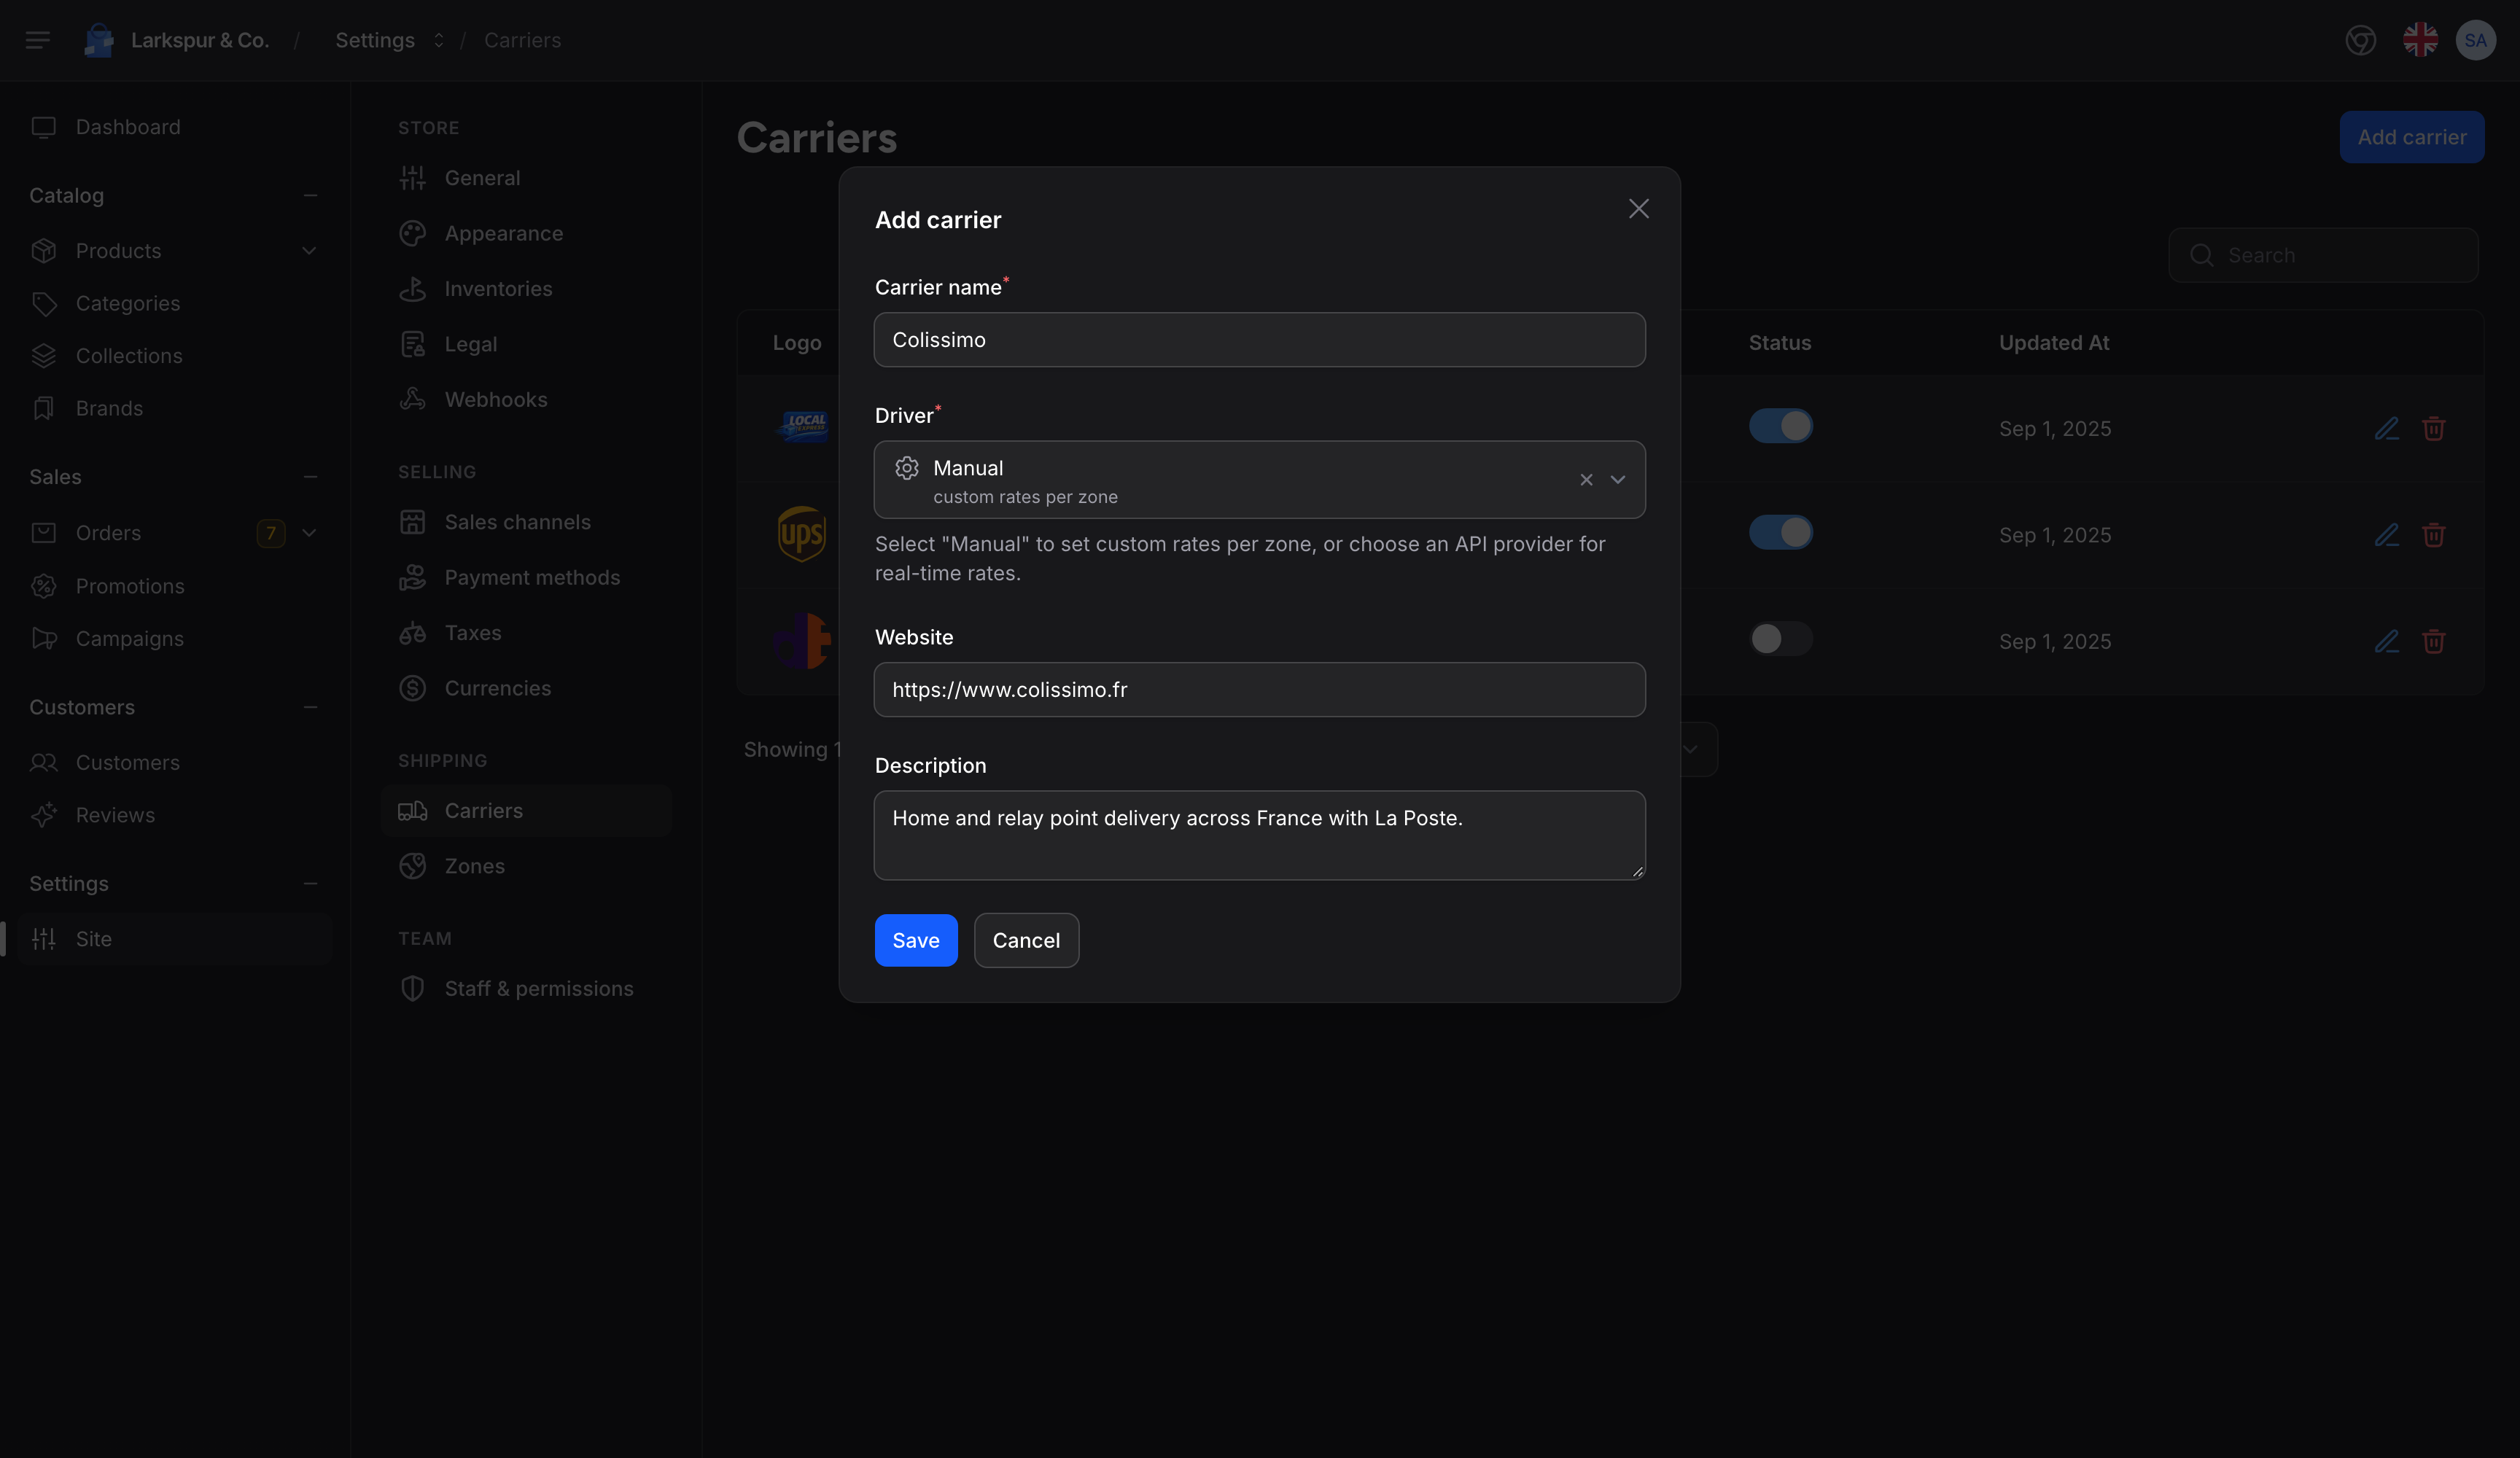 Larkspur & Co. / Settings / Carriers
SA
Dashboard
Catalog
Products
Categories
Collections
Brands
Sales
Orders 7
Promotions
Campaigns
Customers
Customers
Reviews
Settings
Site
STORE
General
Appearance
Inventories
Legal
Webhooks
SELLING
Sales channels
Payment methods
Taxes
Currencies
SHIPPING
Carriers
Zones
TEAM
Staff & permissions
Carriers
Add carrier
Search
Logo Status Updated At
LOCAL
EXPRESS
Sep 1, 2025
ups
Sep 1, 2025
Sep 1, 2025
Showing 1
Add carrier
Carrier name*
Colissimo
Driver*
Manual
custom rates per zone
Select "Manual" to set custom rates per zone, or choose an API provider for
real-time rates.
Website
https://www.colissimo.fr
Description
Home and relay point delivery across France with La Poste.
Save Cancel